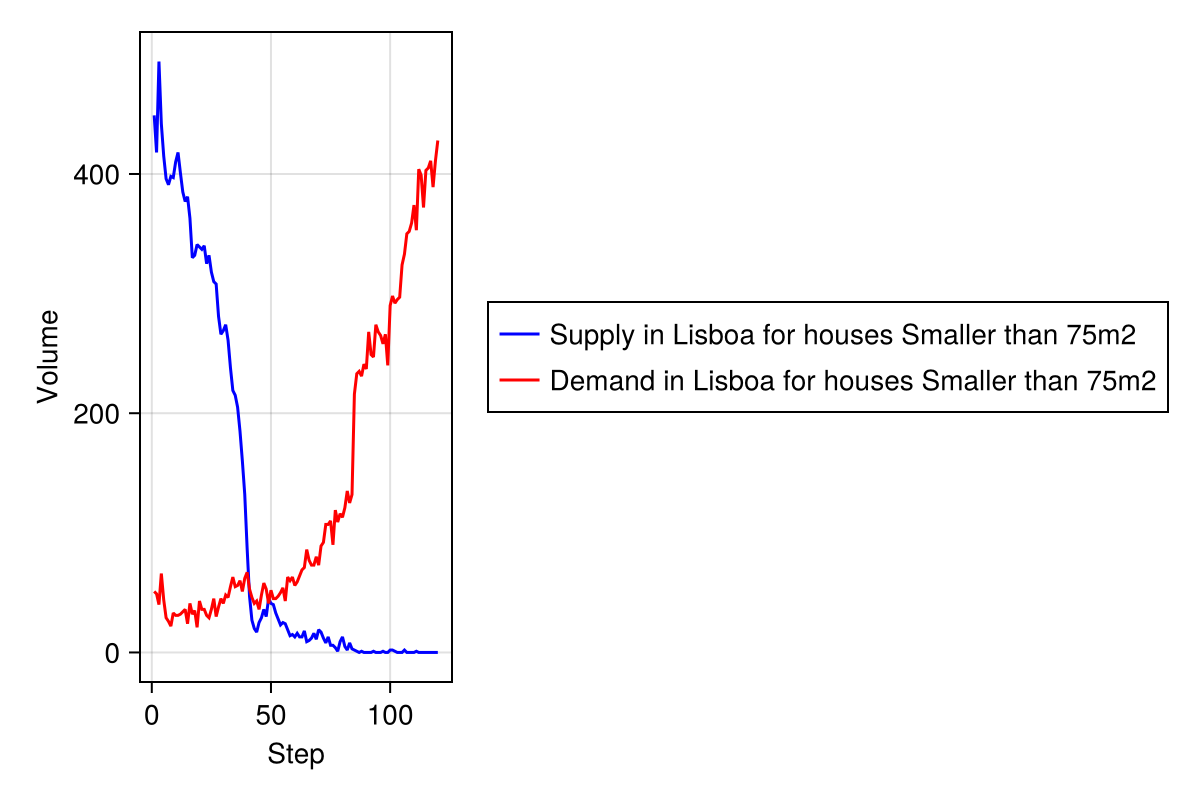 400
200
0
Volume
0 50 100
Step
Supply in Lisboa for houses Smaller than 75m2
Demand in Lisboa for houses Smaller than 75m2